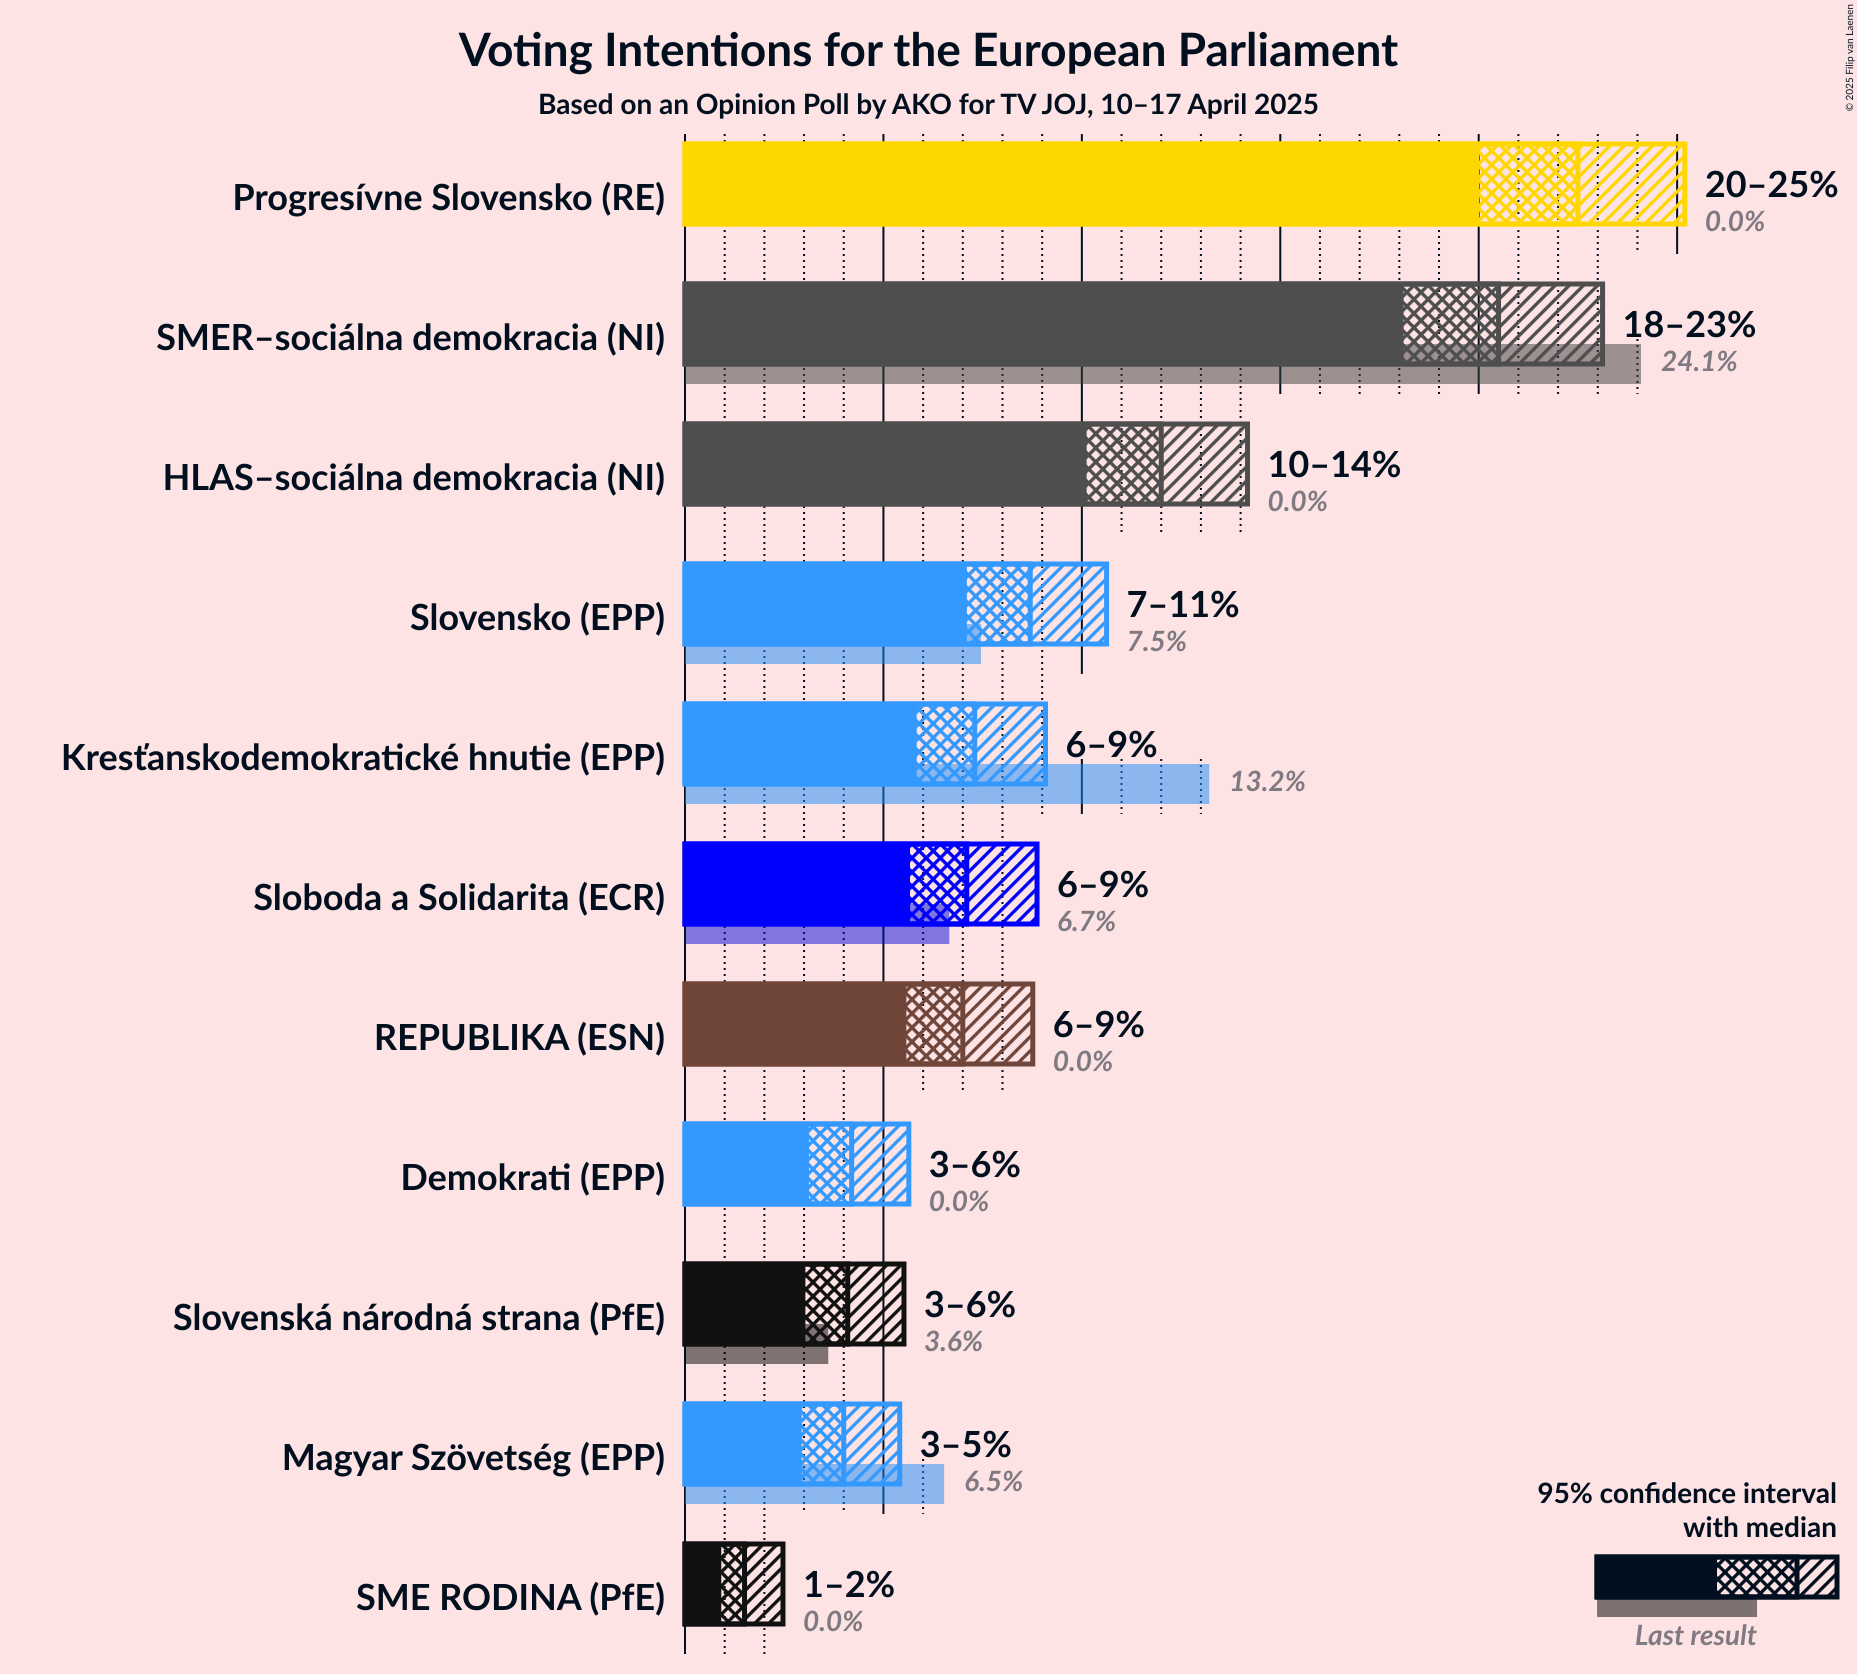 Voting Intentions for the European Parliament
Based on an Opinion Poll by AKO for TV JOJ, 10–17 April 2025
© 2025 Filip van Laenen
Progresívne Slovensko (RE)
20–25%
0.0%
SMER–sociálna demokracia (NI)
18–23%
24.1%
HLAS–sociálna demokracia (NI)
10–14%
0.0%
Slovensko (EPP)
7–11%
7.5%
Kresťanskodemokratické hnutie (EPP)
6–9%
13.2%
Sloboda a Solidarita (ECR)
6–9%
6.7%
REPUBLIKA (ESN)
6–9%
0.0%
Demokrati (EPP)
3–6%
0.0%
Slovenská národná strana (PfE)
3–6%
3.6%
Magyar Szövetség (EPP)
3–5%
6.5%
SME RODINA (PfE)
1–2%
0.0%
95% confidence interval
with median
Last result